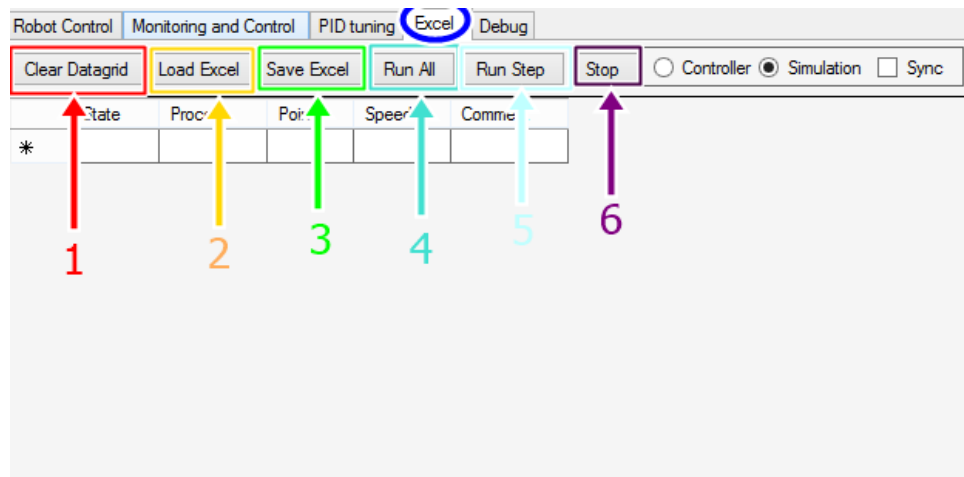 Robot Control Monitoring and Control PID tuning Excel Debug
Clear Datagrid Load Excel Save Excel Run All Run Step Stop Controller Simulation Sync
State Speed
*
1 2 3 4 5 6